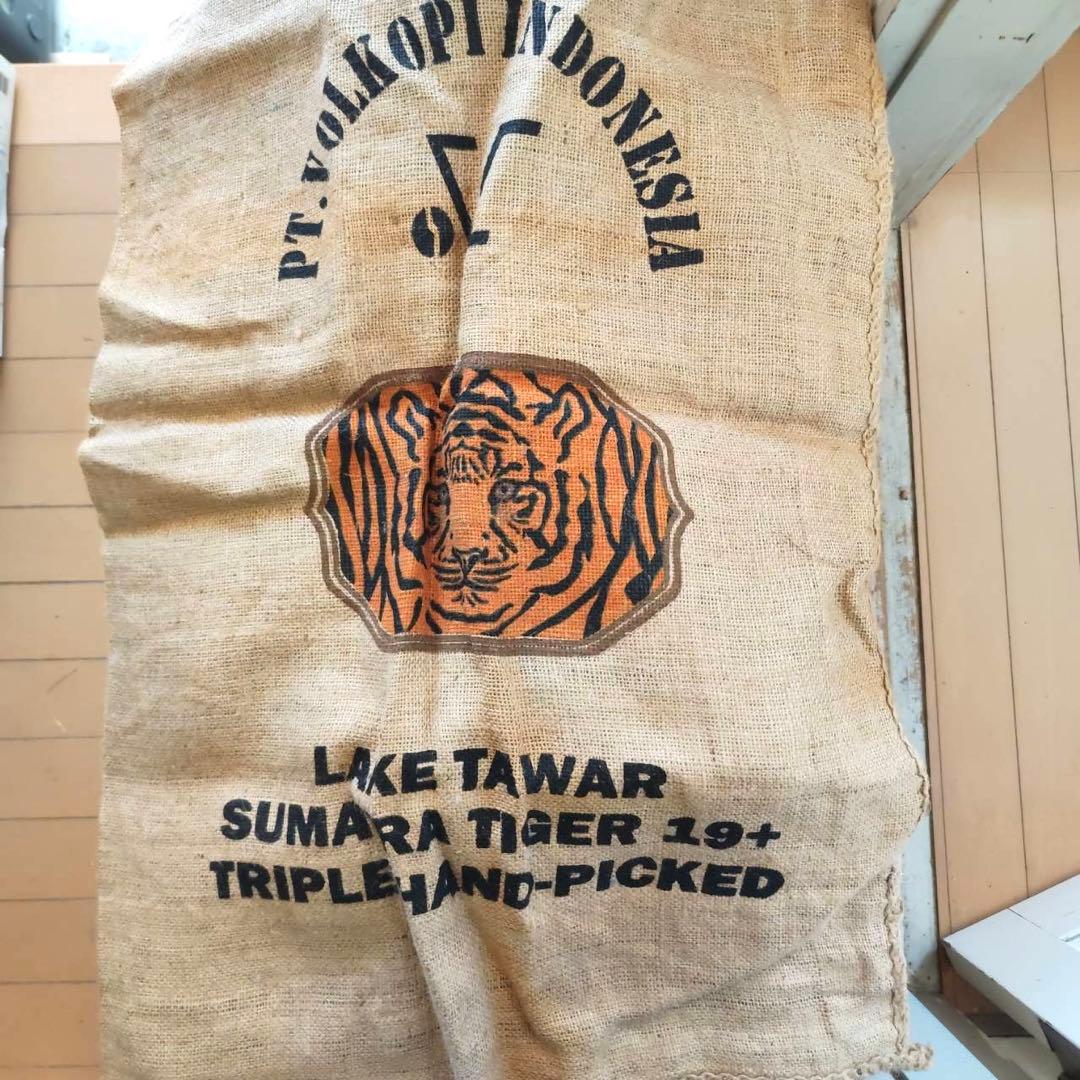 PT. VOLKOPI INDONESIA
LAKE TAWAR
SUMATRA TIGER 19+
TRIPLE HAND-PICKED